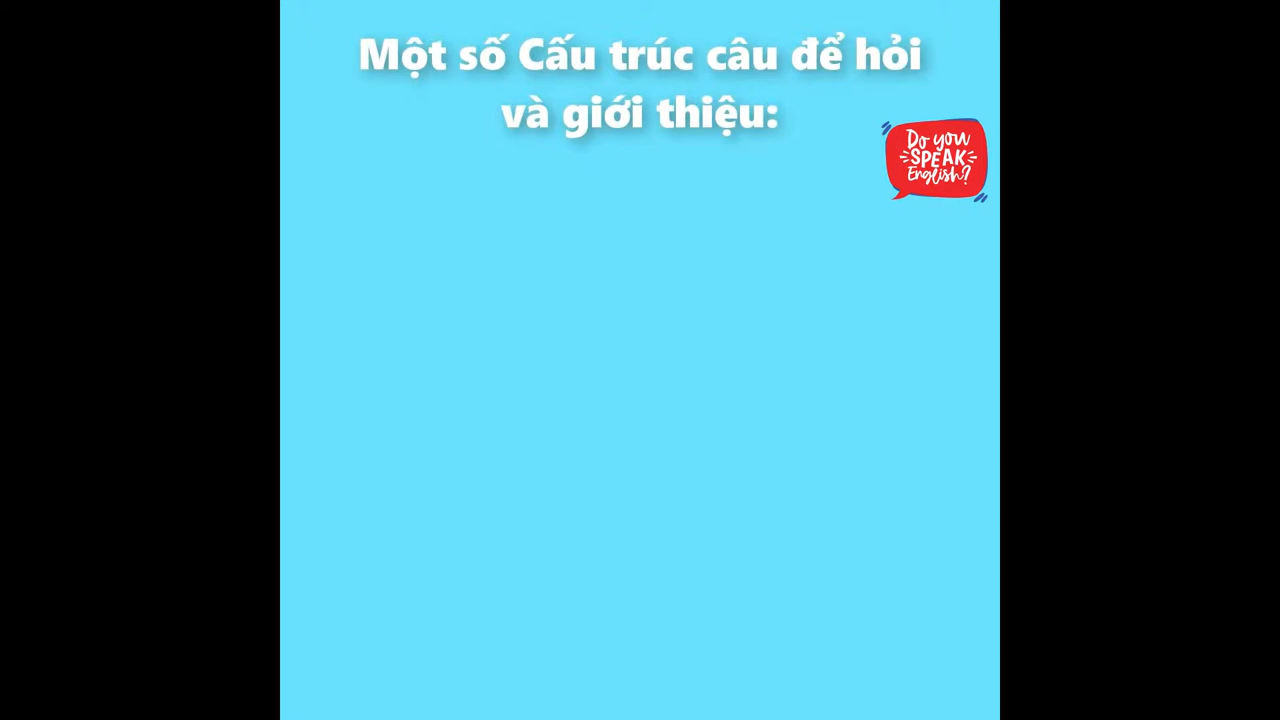 Một số Cấu trúc câu để hỏi
và giới thiệu:
Do you
SPEAK
English?